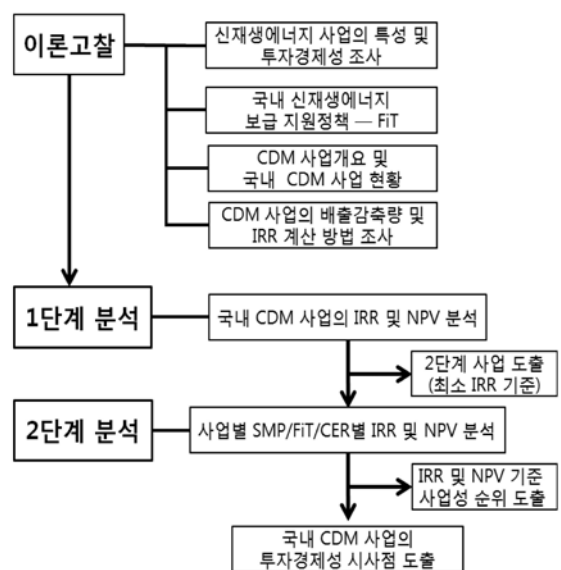 이론고찰
신재생에너지 사업의 특성 및
투자경제성 조사
국내 신재생에너지
보급 지원정책 — FiT
CDM 사업개요 및
국내 CDM 사업 현황
CDM 사업의 배출감축량 및
IRR 계산 방법 조사
1단계 분석
국내 CDM 사업의 IRR 및 NPV 분석
2단계 사업 도출
(최소 IRR 기준)
2단계 분석
사업별 SMP/FiT/CER별 IRR 및 NPV 분석
IRR 및 NPV 기준
사업성 순위 도출
국내 CDM 사업의
투자경제성 시사점 도출